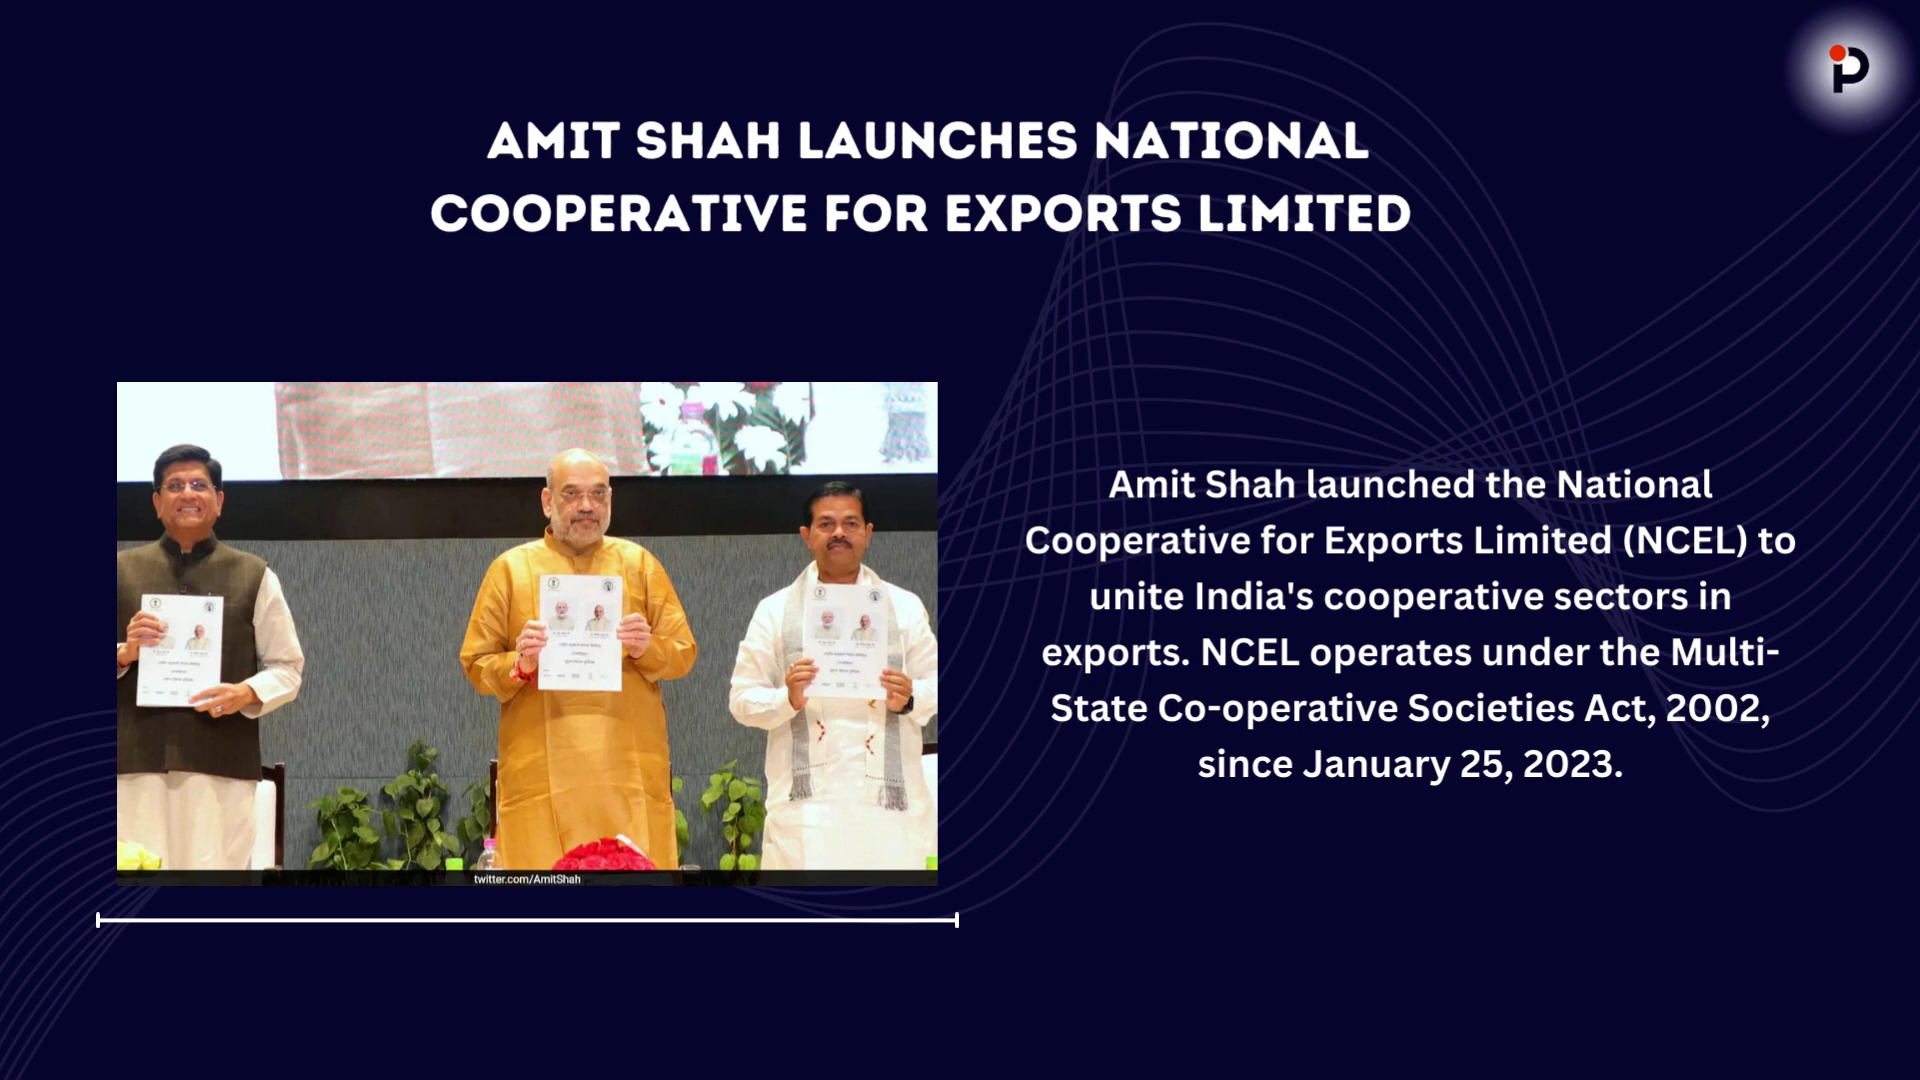 AMIT SHAH LAUNCHES NATIONAL
COOPERATIVE FOR EXPORTS LIMITED
Amit Shah launched the National
Cooperative for Exports Limited (NCEL) to
unite India's cooperative sectors in
exports. NCEL operates under the Multi-
State Co-operative Societies Act, 2002,
since January 25, 2023.
twitter.com/AmitShah